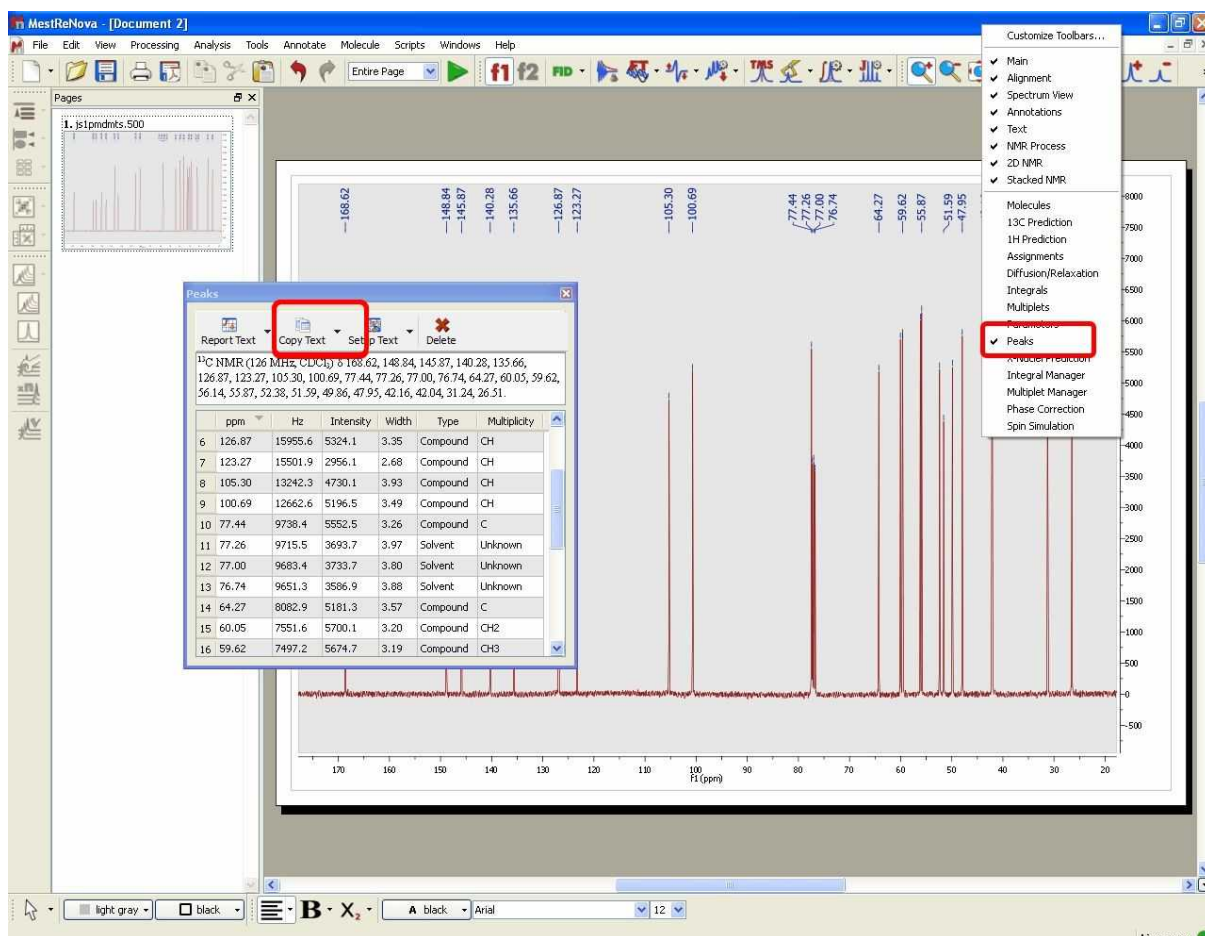 MestReNova - [Document 2]
File Edit View Processing Analysis Tools Annotate Molecule Scripts Windows Help
Entire Page f1 f2 FID TMS
Pages
1. js1pmdmts.500
168.62 148.84 145.87 140.28 135.66 126.87 123.27 105.30 100.69 77.44 77.26 77.00 76.74 64.27 59.62 55.87 51.59 47.95
Customize Toolbars...
Main
Alignment
Spectrum View
Annotations
Text
NMR Process
2D NMR
Stacked NMR
Molecules
13C Prediction
1H Prediction
Assignments
Diffusion/Relaxation
Integrals
Multiplets
Parameters
Peaks
X-Nuclei Prediction
Integral Manager
Multiplet Manager
Phase Correction
Spin Simulation
8000
7500
7000
6500
6000
5500
5000
4500
4000
3500
3000
2500
2000
1500
1000
500
0
-500
Peaks
Report Text Copy Text Setup Text Delete
¹³C NMR (126 MHz, CDCl₃) δ 168.62, 148.84, 145.87, 140.28, 135.66,
126.87, 123.27, 105.30, 100.69, 77.44, 77.26, 77.00, 76.74, 64.27, 60.05, 59.62,
56.14, 55.87, 52.38, 51.59, 49.86, 47.95, 42.16, 42.04, 31.24, 26.51.
ppm Hz Intensity Width Type Multiplicity
6 126.87 15955.6 5324.1 3.35 Compound CH
7 123.27 15501.9 2956.1 2.68 Compound CH
8 105.30 13242.3 4730.1 3.93 Compound CH
9 100.69 12662.6 5196.5 3.49 Compound CH
10 77.44 9738.4 5552.5 3.26 Compound C
11 77.26 9715.5 3693.7 3.97 Solvent Unknown
12 77.00 9683.4 3733.7 3.80 Solvent Unknown
13 76.74 9651.3 3586.9 3.88 Solvent Unknown
14 64.27 8082.9 5181.3 3.57 Compound C
15 60.05 7551.6 5700.1 3.20 Compound CH2
16 59.62 7497.2 5674.7 3.19 Compound CH3
170 160 150 140 130 120 110 100 90 80 70 60 50 40 30 20
f1 (ppm)
light gray black B X₂ A black Arial 12